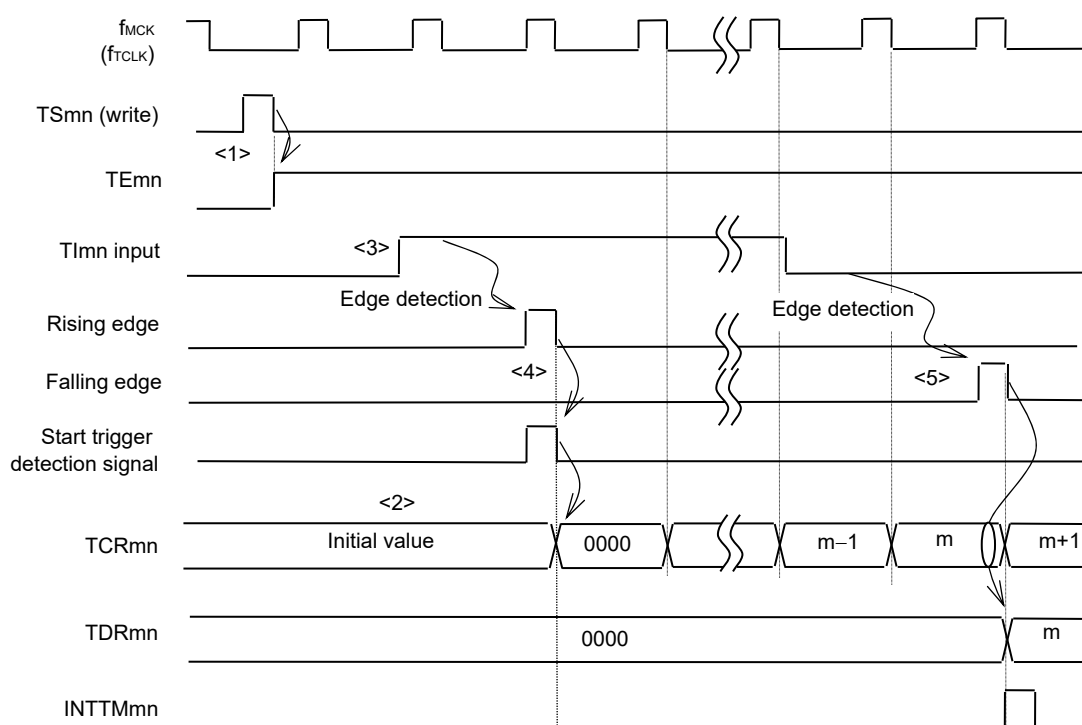 fMCK
(fTCLK)
TSmn (write)
<1>
TEmn
TImn input
<3>
Edge detection
Edge detection
Rising edge
<4>
Falling edge
<5>
Start trigger
detection signal
<2>
TCRmn
Initial value
0000
m−1
m
m+1
TDRmn
0000
m
INTTMmn